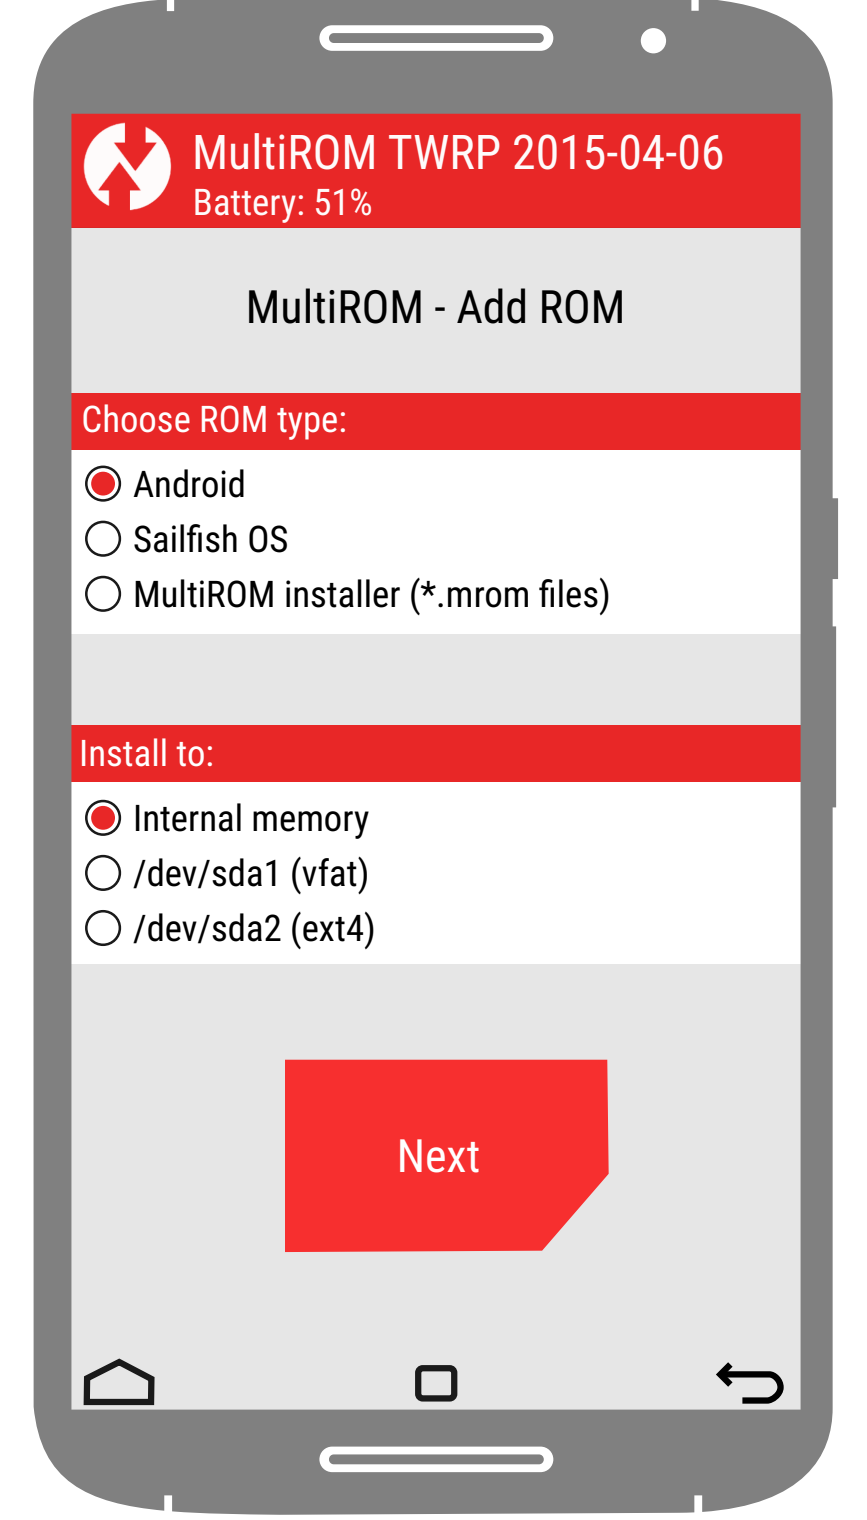 MultiROM TWRP 2015-04-06
Battery: 51%
MultiROM - Add ROM
Choose ROM type:
Android
Sailfish OS
MultiROM installer (*.mrom files)
Install to:
Internal memory
/dev/sda1 (vfat)
/dev/sda2 (ext4)
Next